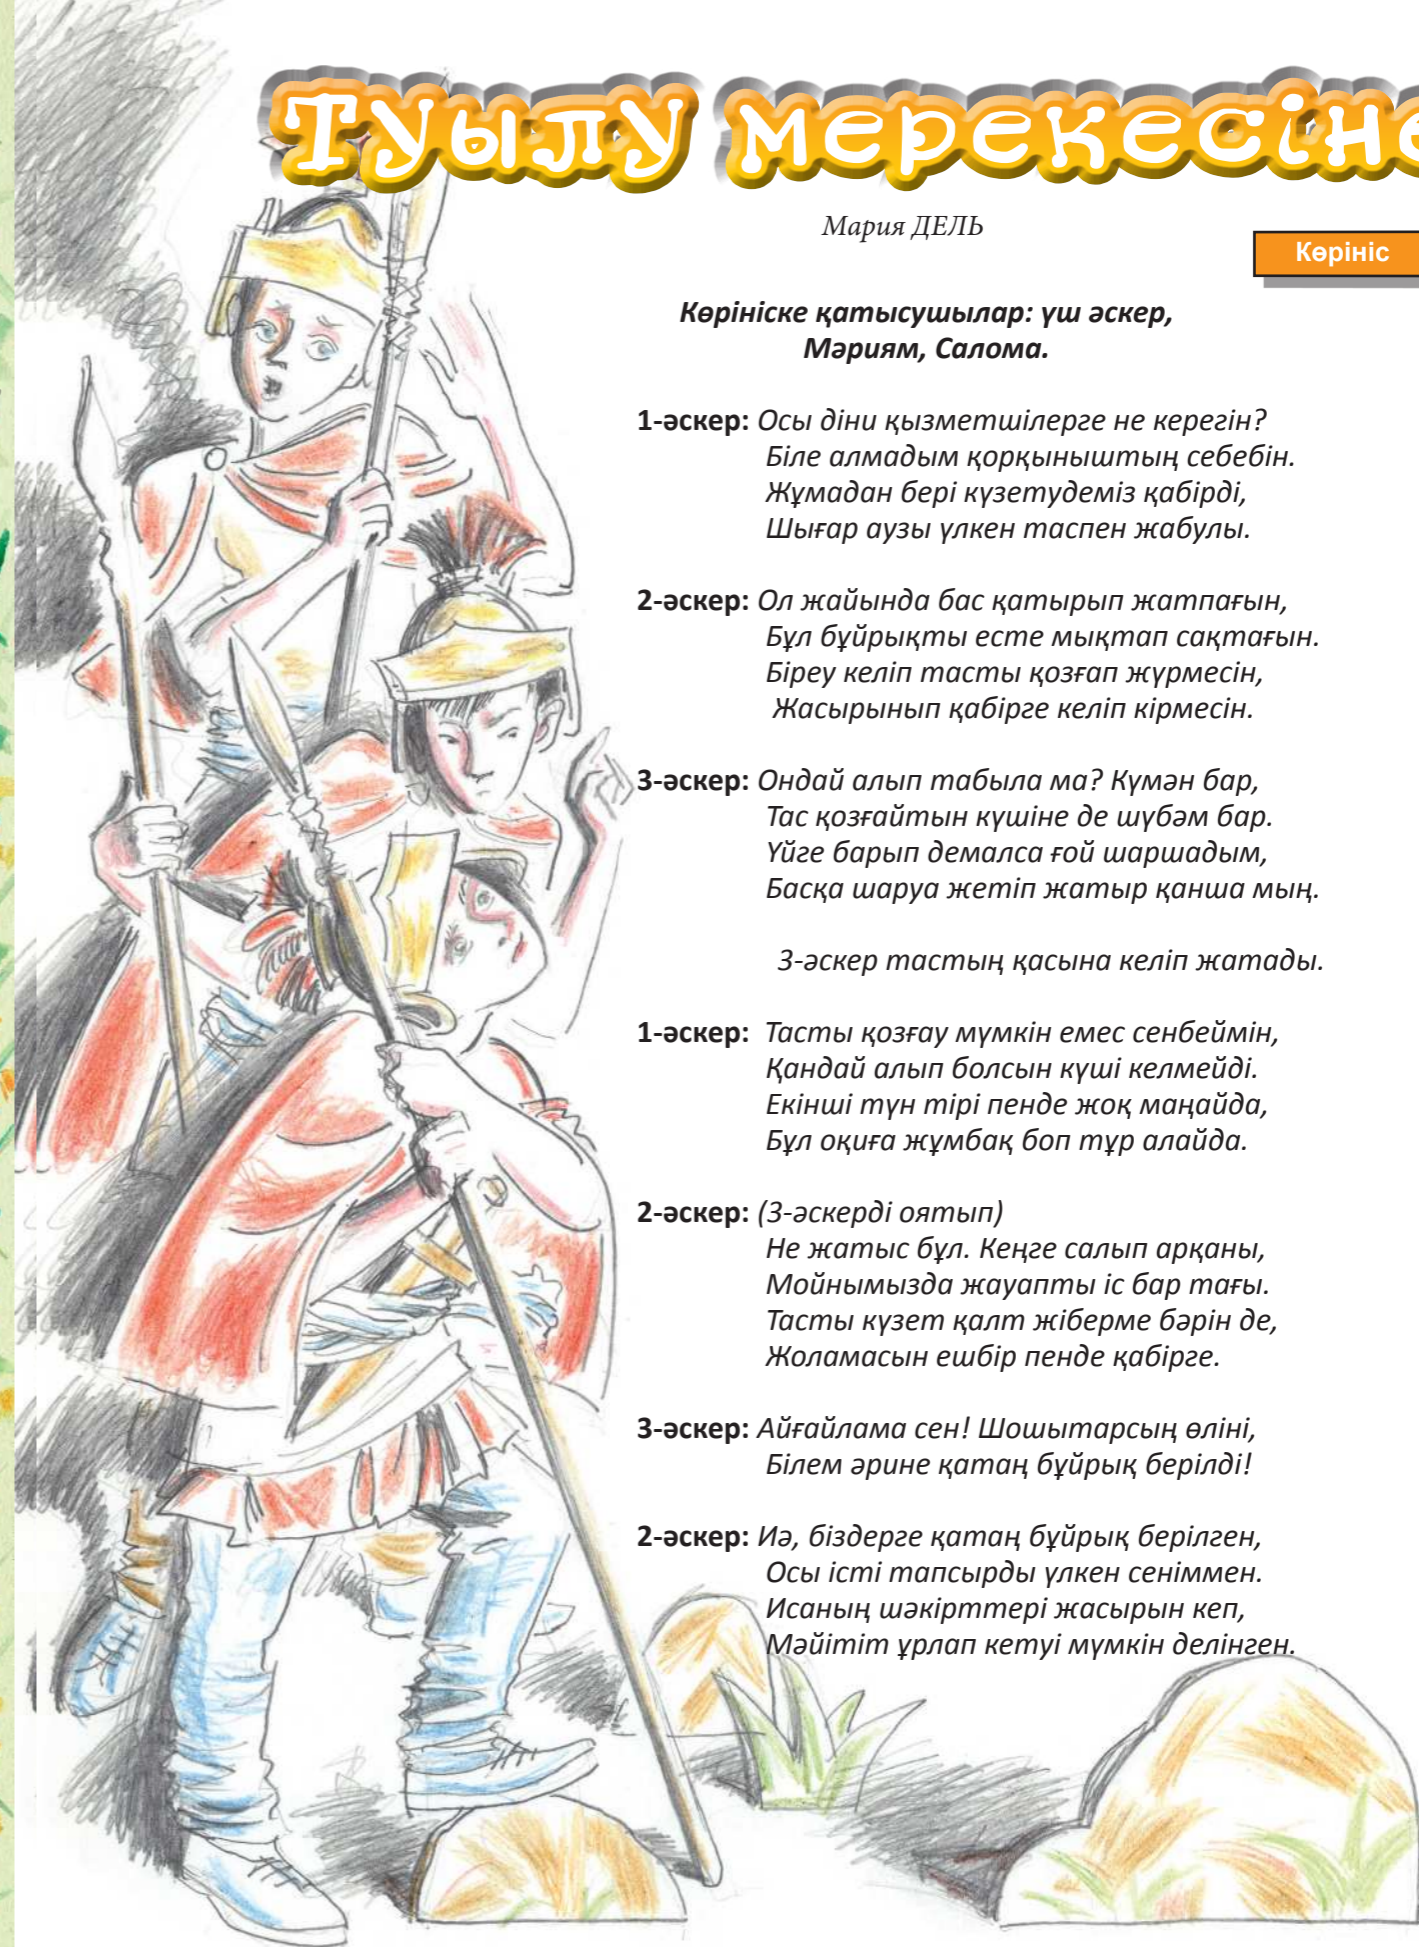 Туылу мерекесіне
Мария ДЕЛЬ
Көрініс
Көрініске қатысушылар: үш әскер,
Мәриям, Салома.
1-әскер: Осы діни қызметшілерге не керегін?
Біле алмадым қорқыныштың себебін.
Жұмадан бері күзетудеміз қабірді,
Шығар аузы үлкен таспен жабулы.
2-әскер: Ол жайында бас қатырып жатпағын,
Бұл бұйрықты есте мықтап сақтағын.
Біреу келіп тасты қозғап жүрмесін,
Жасырынып қабірге келіп кірмесін.
3-әскер: Ондай алып табыла ма? Күмән бар,
Тас қозғайтын күшіне де шүбәм бар.
Үйге барып демалса ғой шаршадым,
Басқа шаруа жетіп жатыр қанша мың.
3-әскер тастың қасына келіп жатады.
1-әскер: Тасты қозғау мүмкін емес сенбеймін,
Қандай алып болсын күші келмейді.
Екінші түн тірі пенде жоқ маңайда,
Бұл оқиға жұмбақ боп тұр алайда.
2-әскер: (3-әскерді оятып)
Не жатыс бұл. Кеңге салып арқаны,
Мойнымызда жауапты іс бар тағы.
Тасты күзет қалт жіберме бәрін де,
Жоламасын ешбір пенде қабірге.
3-әскер: Айғайлама сен! Шошытарсың өліні,
Білем әрине қатаң бұйрық берілді!
2-әскер: Иә, біздерге қатаң бұйрық берілген,
Осы істі тапсырды үлкен сеніммен.
Исаның шәкірттері жасырын кеп,
Мәйітіт ұрлап кетуі мүмкін делінген.